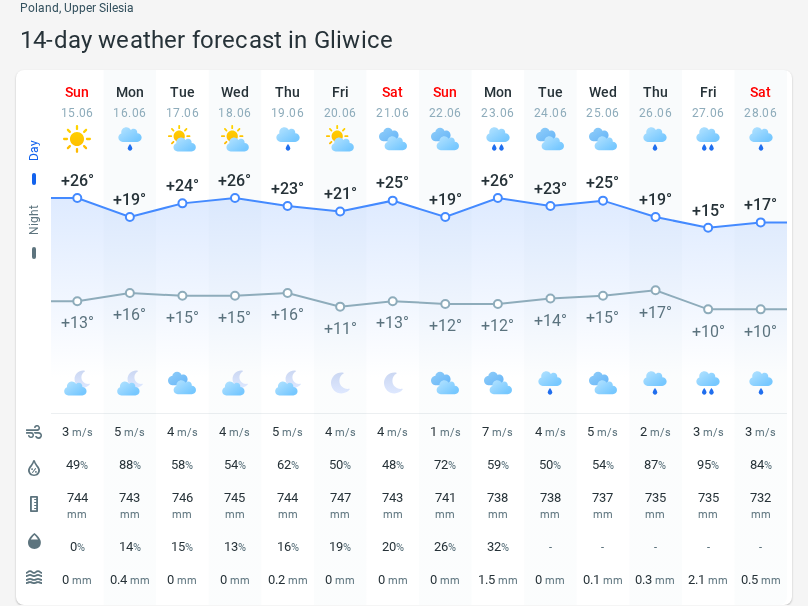 Poland, Upper Silesia
14-day weather forecast in Gliwice
Sun Mon Tue Wed Thu Fri Sat Sun Mon Tue Wed Thu Fri Sat
15.06 16.06 17.06 18.06 19.06 20.06 21.06 22.06 23.06 24.06 25.06 26.06 27.06 28.06
Day
+26° +19° +24° +26° +23° +21° +25° +19° +26° +23° +25° +19° +15° +17°
Night
+13° +16° +15° +15° +16° +11° +13° +12° +12° +14° +15° +17° +10° +10°
3 m/s 5 m/s 4 m/s 4 m/s 5 m/s 4 m/s 4 m/s 1 m/s 7 m/s 4 m/s 5 m/s 2 m/s 3 m/s 3 m/s
49% 88% 58% 54% 62% 50% 48% 72% 59% 50% 54% 87% 95% 84%
744 743 746 745 744 747 743 741 738 738 737 735 735 732
mm mm mm mm mm mm mm mm mm mm mm mm mm mm
0% 14% 15% 13% 16% 19% 20% 26% 32% - - - - -
0 mm 0.4 mm 0 mm 0 mm 0.2 mm 0 mm 0 mm 0 mm 1.5 mm 0 mm 0.1 mm 0.3 mm 2.1 mm 0.5 mm